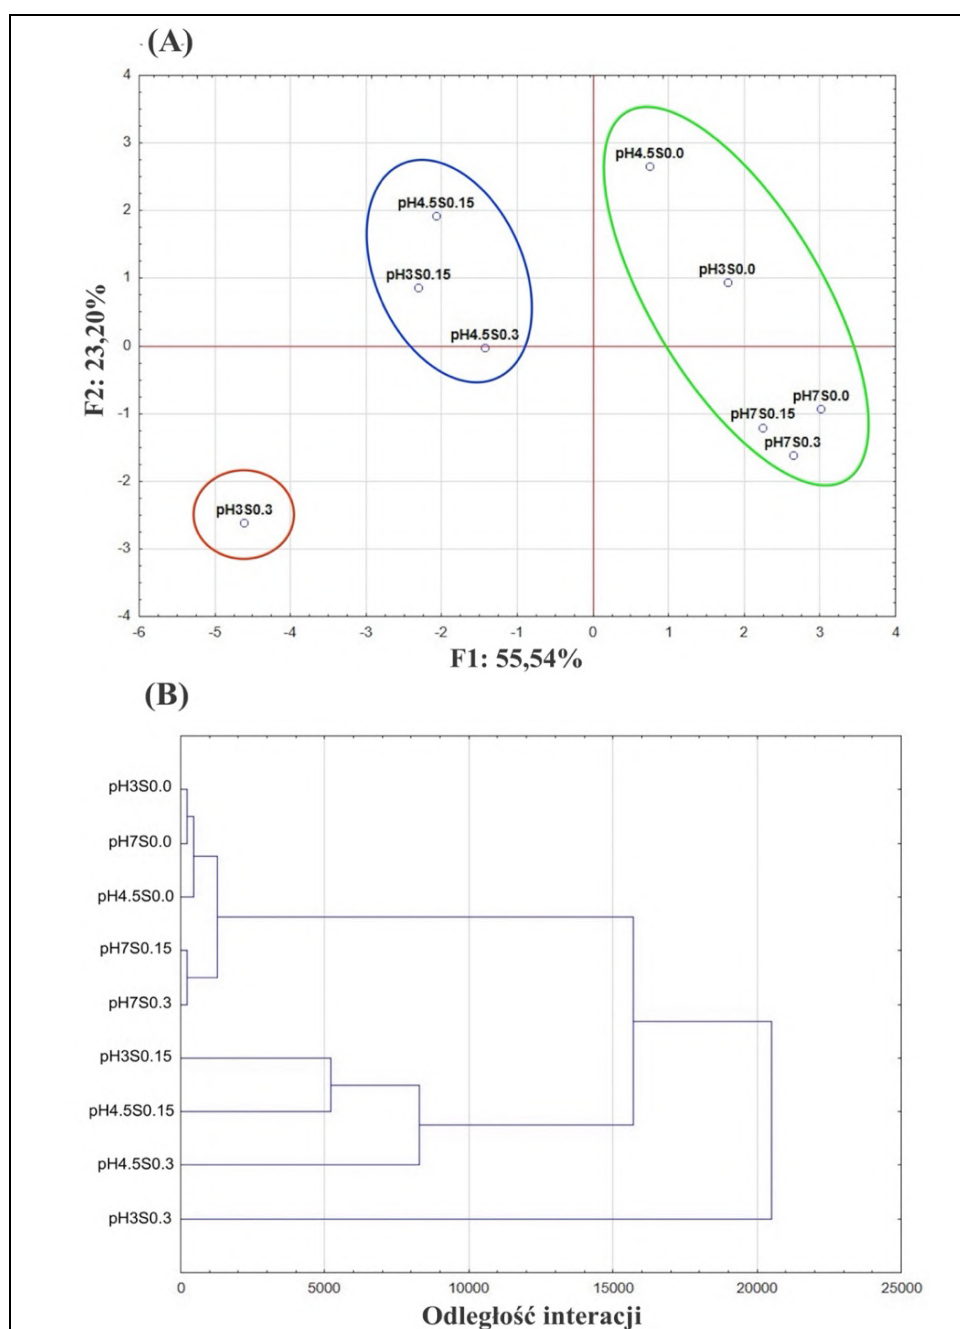 (A)
4
3
2
1
0
-1
-2
-3
-4
pH4.5S0.0
pH4.5S0.15
pH3S0.0
pH3S0.15
pH4.5S0.3
pH7S0.0
pH7S0.15
pH7S0.3
pH3S0.3
F2: 23,20%
-6 -5 -4 -3 -2 -1 0 1 2 3 4
F1: 55,54%
(B)
pH3S0.0
pH7S0.0
pH4.5S0.0
pH7S0.15
pH7S0.3
pH3S0.15
pH4.5S0.15
pH4.5S0.3
pH3S0.3
0 5000 10000 15000 20000 25000
Odległość interacji